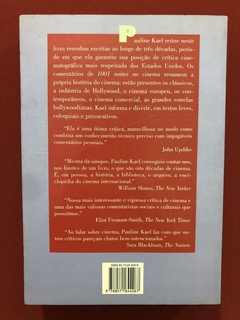 Pauline Kael reúne neste
livro resenhas escritas ao longo de três décadas, perío-
do em que ela garantiu sua posição de crítica cine-
matográfica mais respeitada dos Estados Unidos. Os
comentários de 1001 noites no cinema resumem a
própria história do cinema: estão presentes os clássicos, a
indústria de Hollywood, o cinema europeu, os con-
temporâneos, o cinema comercial, as grandes estrelas
hollywoodianas. Kael informa e diverte, em textos leves,
coloquiais e provocativos.
"Ela é uma ótima crítica, maravilhosa no modo como
combina um conhecimento técnico preciso com impagáveis
comentários pessoais."
John Updike
"Mestra da sinopse, Pauline Kael consegue contar-nos,
nos limites de um livro, o que são oito décadas de cinema.
É, em pessoa, a história, a biblioteca, o arquivo, a enci-
clopédia do cinema internacional."
William Shawn, The New Yorker
"Nossa mais interessante e vigorosa crítica de cinema e
uma das mais valiosas comentaristas sociais e culturais que
possuímos."
Eliot Fremont-Smith, The New York Times
"Ao falar sobre cinema, Pauline Kael faz com que ou-
tros críticos pareçam chatos bem-intencionados."
Sara Blackburn, The Nation